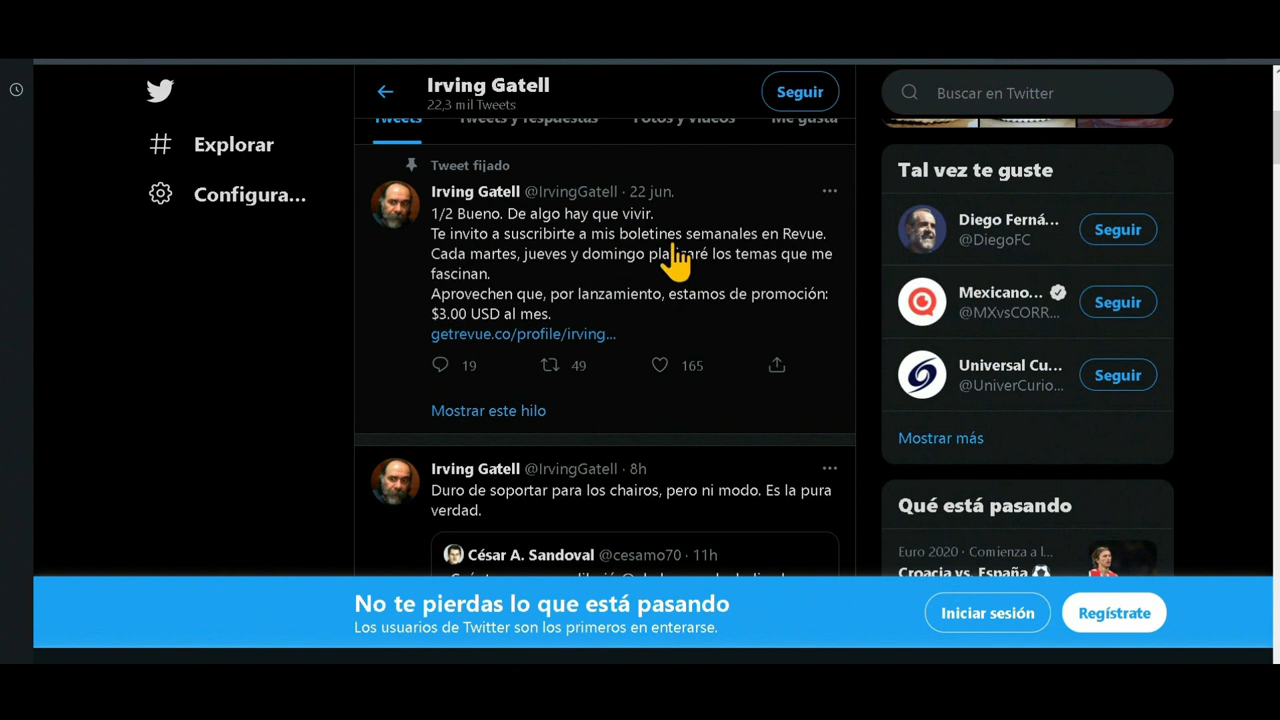 Irving Gatell
22,3 mil Tweets
Seguir
Buscar en Twitter
Explorar
Configura...
Tweets Tweets y respuestas Fotos y vídeos Me gusta
Tweet fijado
Irving Gatell @IrvingGatell · 22 jun.
1/2 Bueno. De algo hay que vivir.
Te invito a suscribirte a mis boletines semanales en Revue.
Cada martes, jueves y domingo los temas que me
fascinan.
Aprovechen que, por lanzamiento, estamos de promoción:
$3.00 USD al mes.
getrevue.co/profile/irving...
19 49 165
Mostrar este hilo
Irving Gatell @IrvingGatell · 8h
Duro de soportar para los chairos, pero ni modo. Es la pura
verdad.
César A. Sandoval @cesamo70 · 11h
Tal vez te guste
Diego Ferná...
@DiegoFC
Seguir
Mexicano...
@MXvsCORR...
Seguir
Universal Cu...
@UniverCurio...
Seguir
Mostrar más
Qué está pasando
Euro 2020 · Comienza a l...
Croacia vs. España
No te pierdas lo que está pasando
Los usuarios de Twitter son los primeros en enterarse.
Iniciar sesión
Regístrate